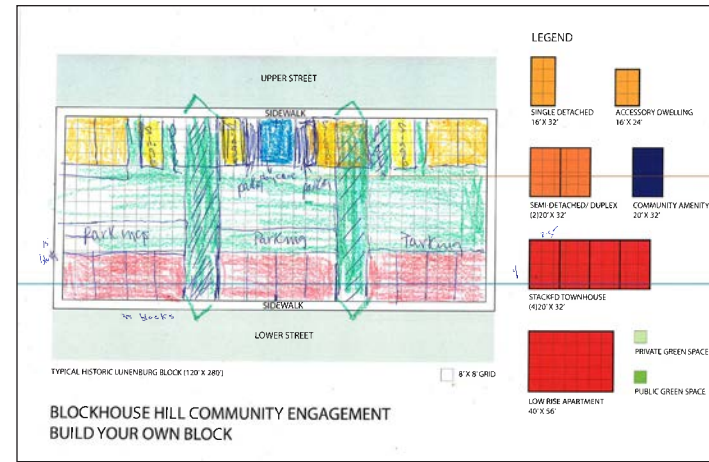 LEGEND
UPPER STREET
SIDEWALK
SINGLE DETACHED
16' X 32'
ACCESSORY DWELLING
16' X 24'
daycare
park
SEMI-DETACHED/ DUPLEX
(2)20' X 32'
COMMUNITY AMENITY
20' X 32'
Parking
Parking
Parking
SIDEWALK
STACKED TOWNHOUSE
(4)20' X 32'
blocks
LOWER STREET
TYPICAL HISTORIC LUNENBURG BLOCK (120' X 280')
8' X 8' GRID
PRIVATE GREEN SPACE
PUBLIC GREEN SPACE
LOW RISE APARTMENT
40' X 56'
BLOCKHOUSE HILL COMMUNITY ENGAGEMENT
BUILD YOUR OWN BLOCK